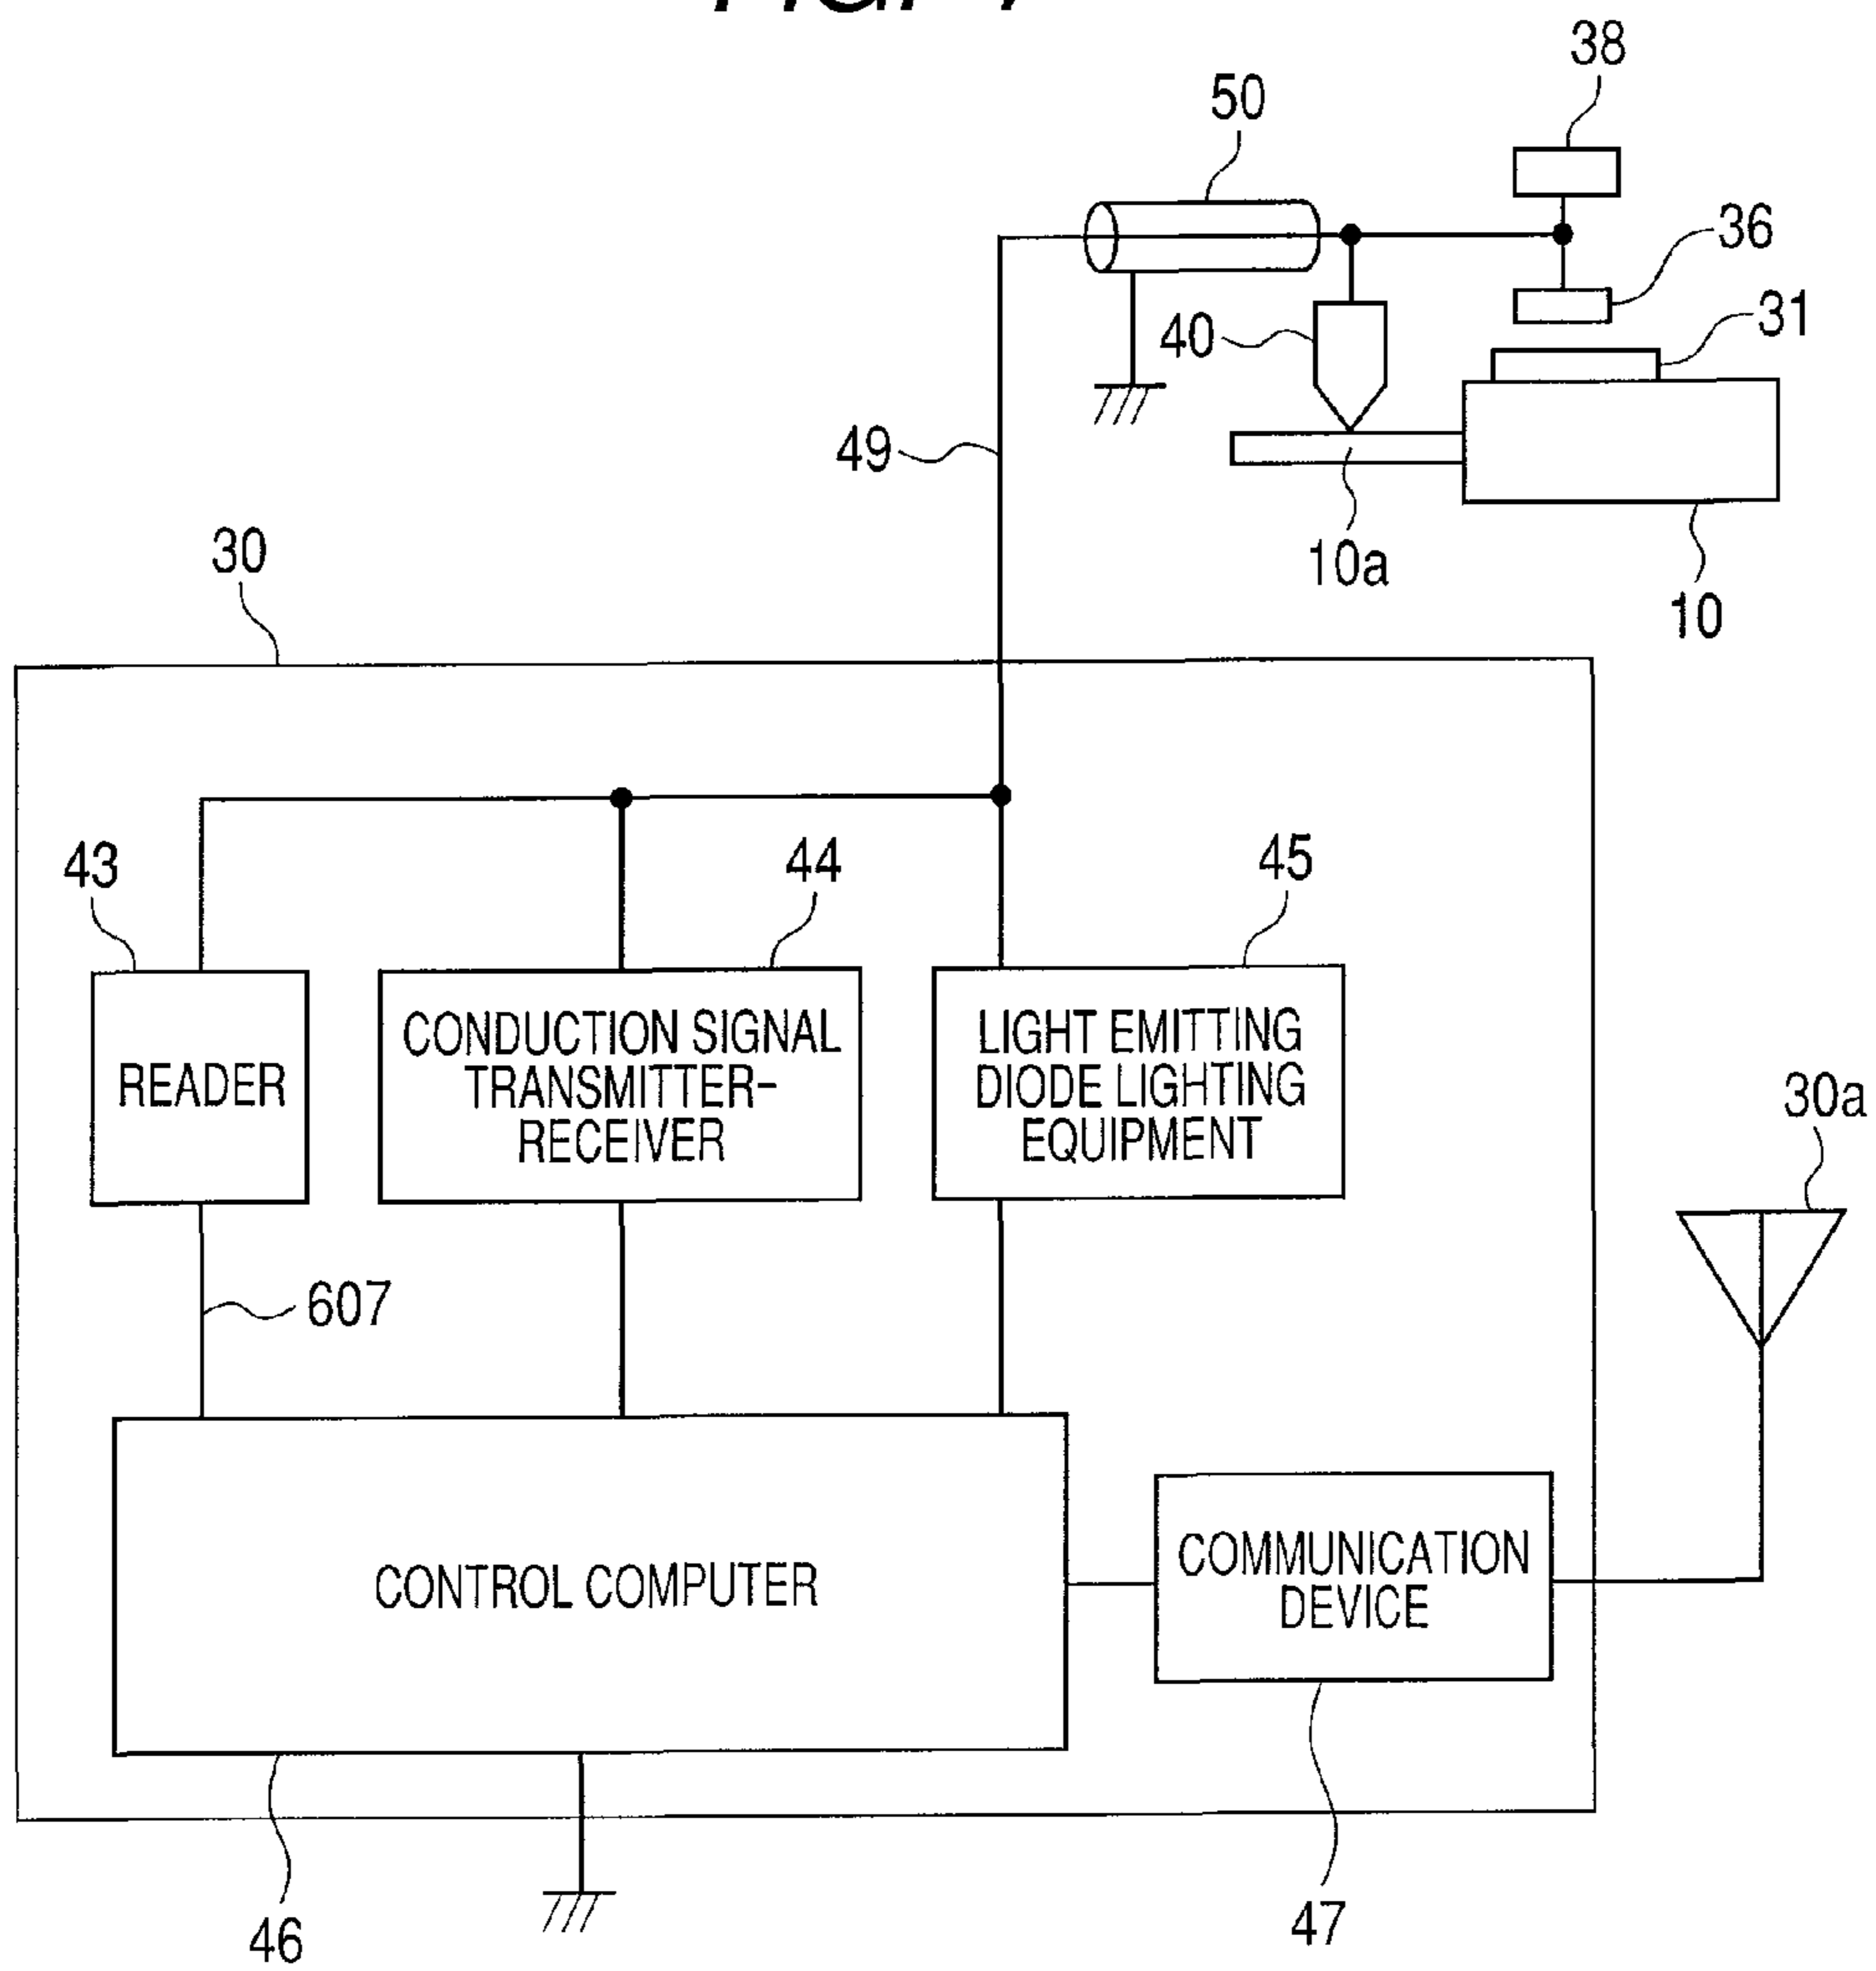 38
50
36
31
40
49
10a
10
30
43
44
45
READER
CONDUCTION SIGNAL
TRANSMITTER-
RECEIVER
LIGHT EMITTING
DIODE LIGHTING
EQUIPMENT
30a
607
CONTROL COMPUTER
COMMUNICATION
DEVICE
46
47